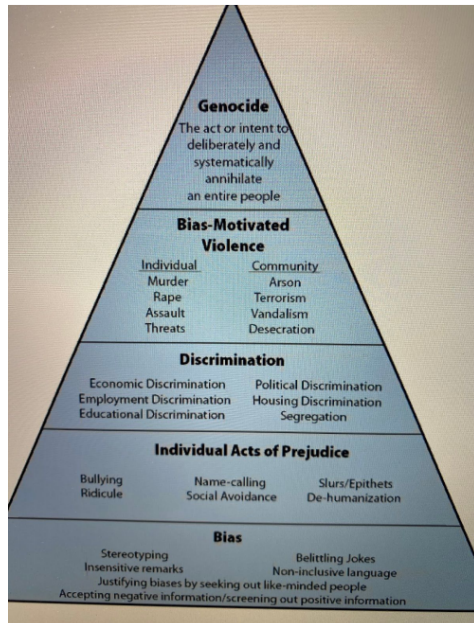 Genocide
The act or intent to
deliberately and
systematically
annihilate
an entire people
Bias-Motivated
Violence
Individual Community
Murder Arson
Rape Terrorism
Assault Vandalism
Threats Desecration
Discrimination
Economic Discrimination Political Discrimination
Employment Discrimination Housing Discrimination
Educational Discrimination Segregation
Individual Acts of Prejudice
Bullying Name-calling Slurs/Epithets
Ridicule Social Avoidance De-humanization
Bias
Stereotyping Belittling Jokes
Insensitive remarks Non-inclusive language
Justifying biases by seeking out like-minded people
Accepting negative information/screening out positive information